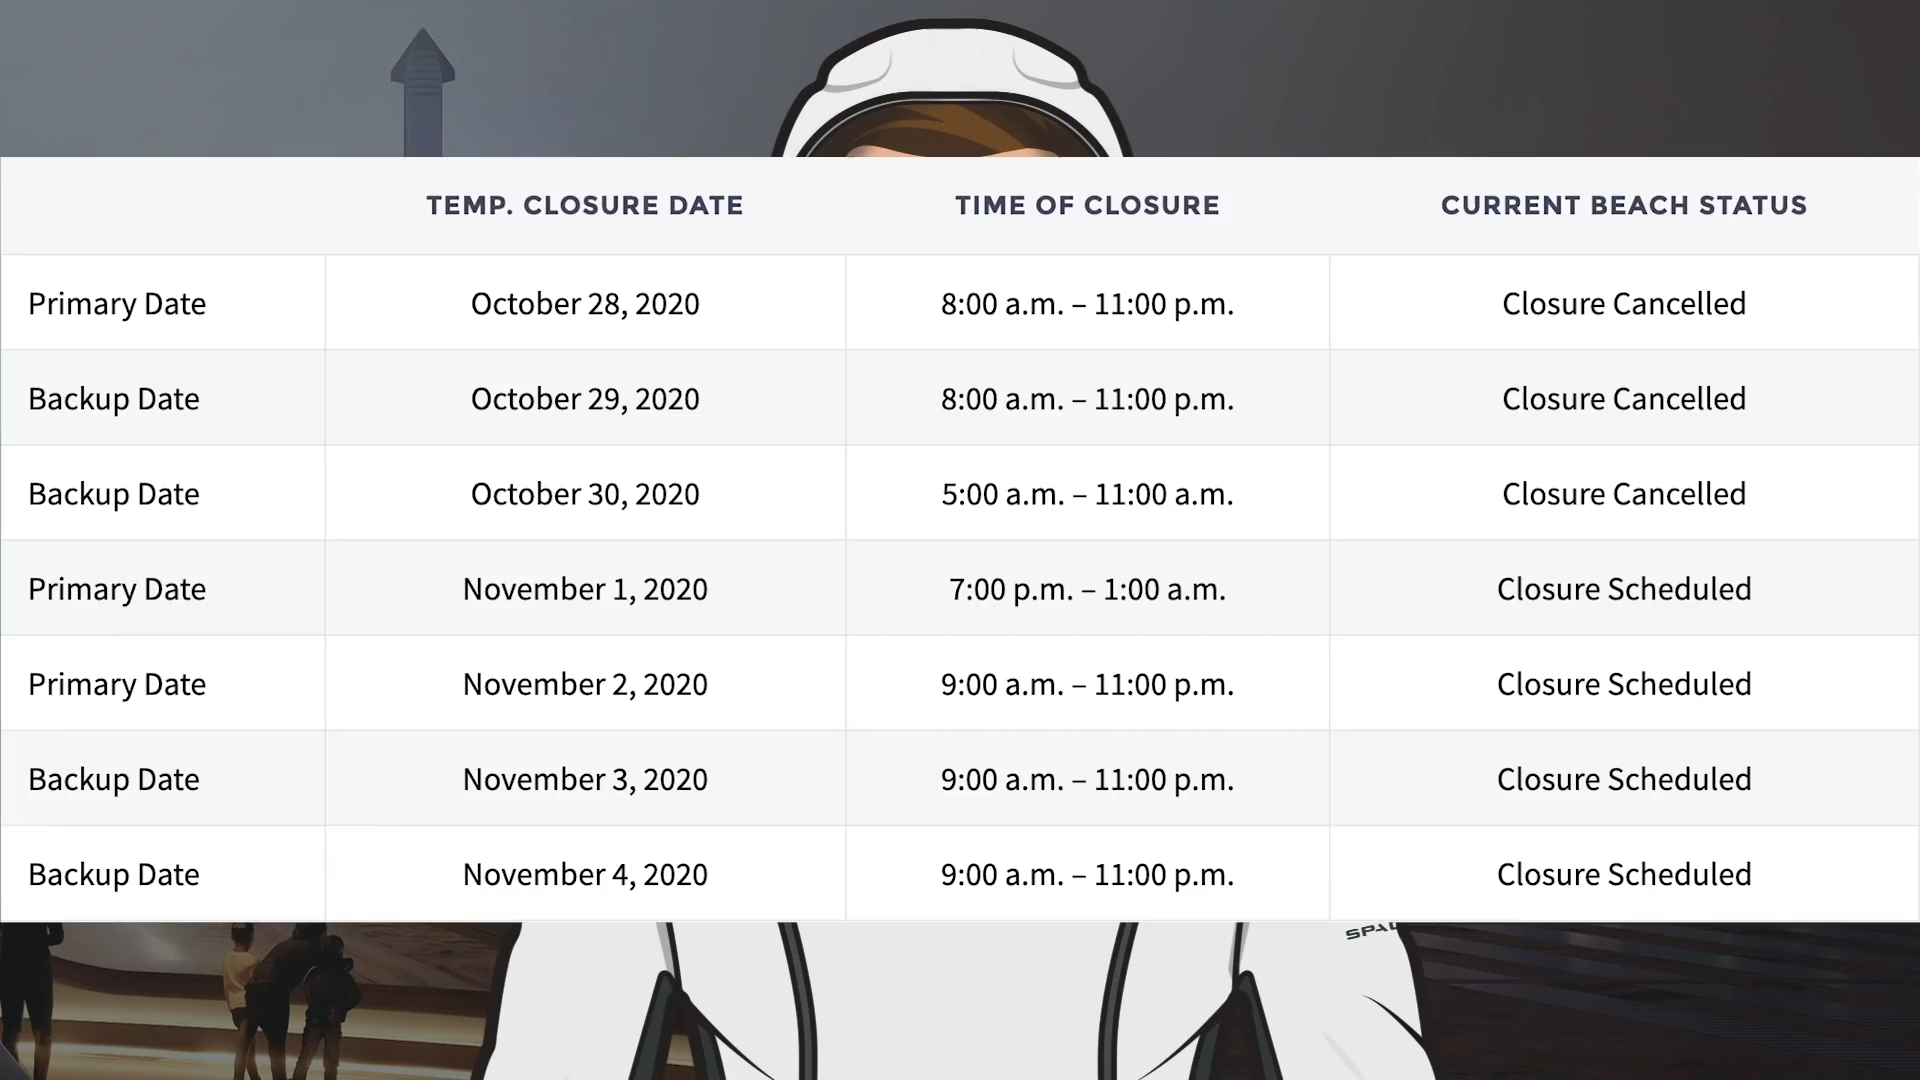 TEMP. CLOSURE DATE TIME OF CLOSURE CURRENT BEACH STATUS
Primary Date October 28, 2020 8:00 a.m. – 11:00 p.m. Closure Cancelled
Backup Date October 29, 2020 8:00 a.m. – 11:00 p.m. Closure Cancelled
Backup Date October 30, 2020 5:00 a.m. – 11:00 a.m. Closure Cancelled
Primary Date November 1, 2020 7:00 p.m. – 1:00 a.m. Closure Scheduled
Primary Date November 2, 2020 9:00 a.m. – 11:00 p.m. Closure Scheduled
Backup Date November 3, 2020 9:00 a.m. – 11:00 p.m. Closure Scheduled
Backup Date November 4, 2020 9:00 a.m. – 11:00 p.m. Closure Scheduled